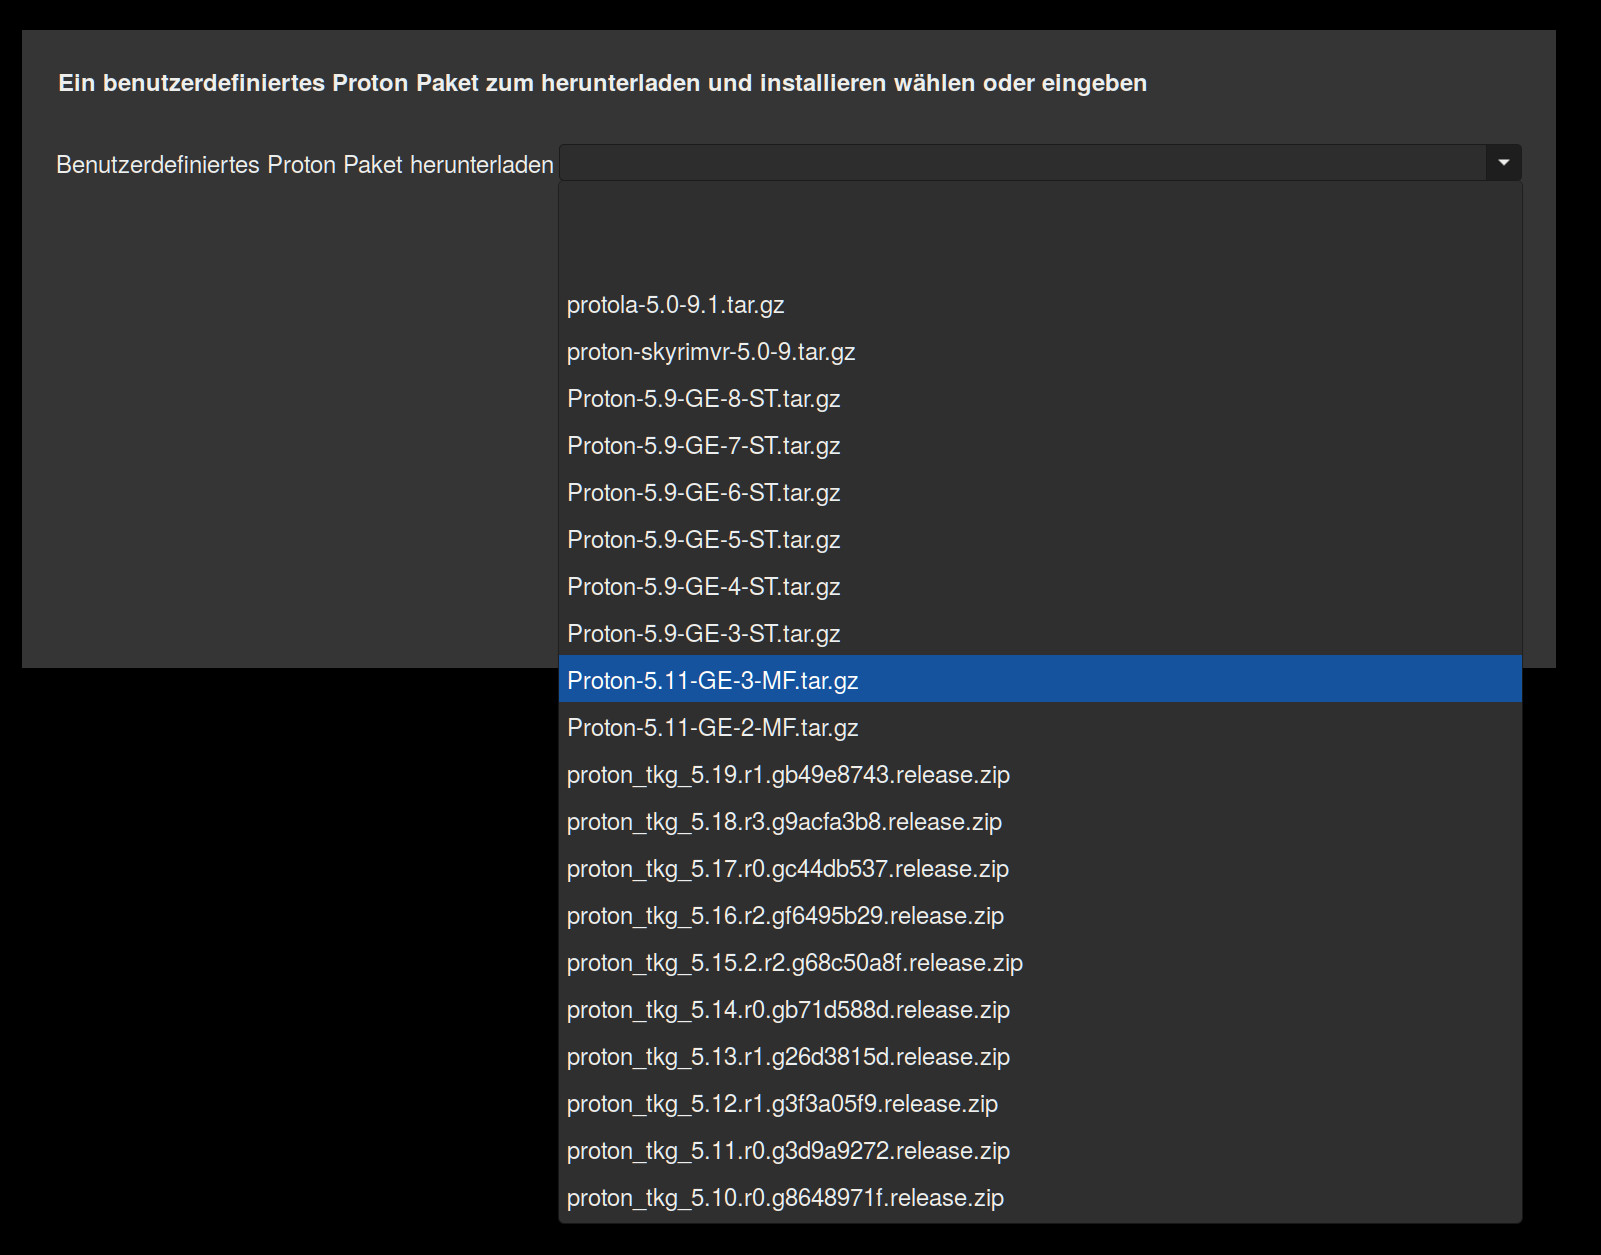 Ein benutzerdefiniertes Proton Paket zum herunterladen und installieren wählen oder eingeben
Benutzerdefiniertes Proton Paket herunterladen
protola-5.0-9.1.tar.gz
proton-skyrimvr-5.0-9.tar.gz
Proton-5.9-GE-8-ST.tar.gz
Proton-5.9-GE-7-ST.tar.gz
Proton-5.9-GE-6-ST.tar.gz
Proton-5.9-GE-5-ST.tar.gz
Proton-5.9-GE-4-ST.tar.gz
Proton-5.9-GE-3-ST.tar.gz
Proton-5.11-GE-3-MF.tar.gz
Proton-5.11-GE-2-MF.tar.gz
proton_tkg_5.19.r1.gb49e8743.release.zip
proton_tkg_5.18.r3.g9acfa3b8.release.zip
proton_tkg_5.17.r0.gc44db537.release.zip
proton_tkg_5.16.r2.gf6495b29.release.zip
proton_tkg_5.15.2.r2.g68c50a8f.release.zip
proton_tkg_5.14.r0.gb71d588d.release.zip
proton_tkg_5.13.r1.g26d3815d.release.zip
proton_tkg_5.12.r1.g3f3a05f9.release.zip
proton_tkg_5.11.r0.g3d9a9272.release.zip
proton_tkg_5.10.r0.g8648971f.release.zip